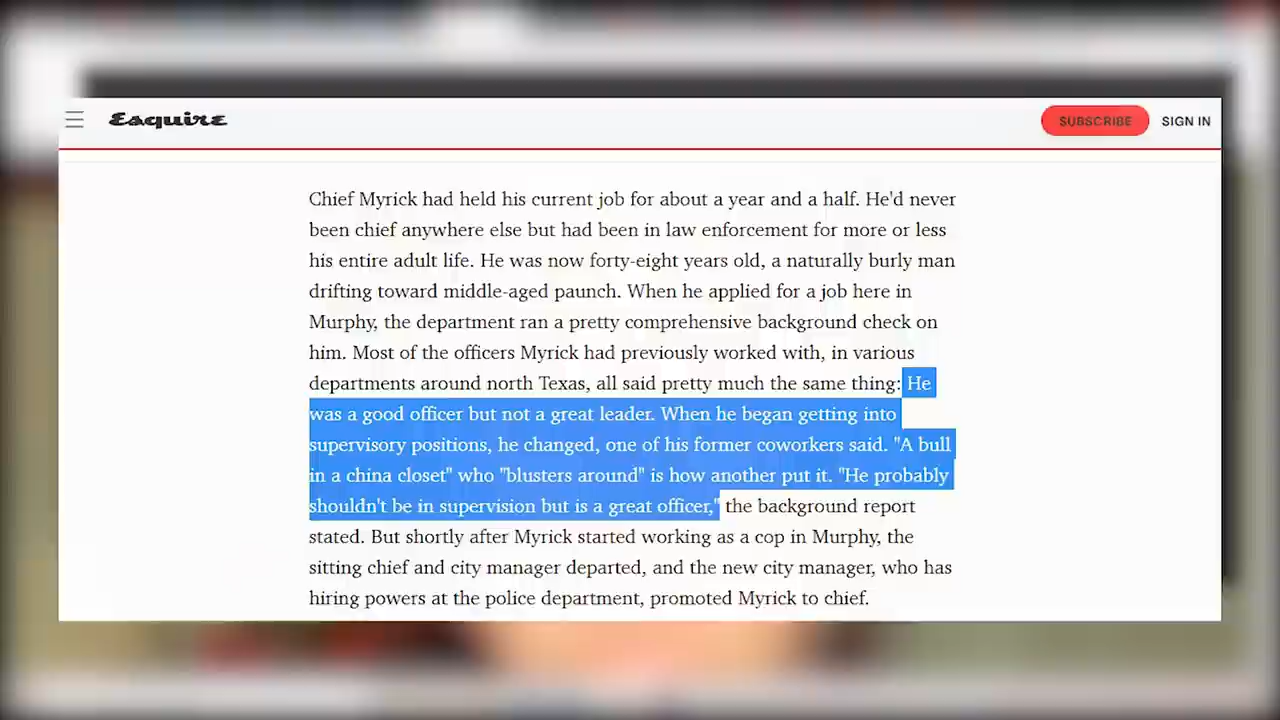 Esquire
SUBSCRIBE
SIGN IN
Chief Myrick had held his current job for about a year and a half. He'd never
been chief anywhere else but had been in law enforcement for more or less
his entire adult life. He was now forty-eight years old, a naturally burly man
drifting toward middle-aged paunch. When he applied for a job here in
Murphy, the department ran a pretty comprehensive background check on
him. Most of the officers Myrick had previously worked with, in various
departments around north Texas, all said pretty much the same thing: He
was a good officer but not a great leader. When he began getting into
supervisory positions, he changed, one of his former coworkers said. "A bull
in a china closet" who "blusters around" is how another put it. "He probably
shouldn't be in supervision but is a great officer," the background report
stated. But shortly after Myrick started working as a cop in Murphy, the
sitting chief and city manager departed, and the new city manager, who has
hiring powers at the police department, promoted Myrick to chief.